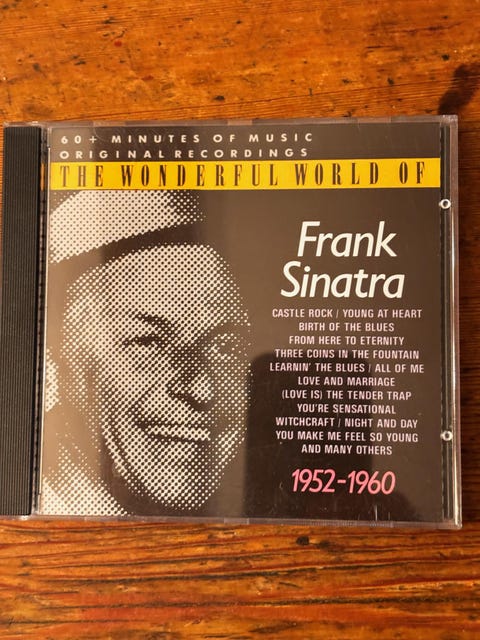 60+ MINUTES OF MUSIC
ORIGINAL RECORDINGS
THE WONDERFUL WORLD OF
Frank
Sinatra
CASTLE ROCK / YOUNG AT HEART
BIRTH OF THE BLUES
FROM HERE TO ETERNITY
THREE COINS IN THE FOUNTAIN
LEARNIN' THE BLUES / ALL OF ME
LOVE AND MARRIAGE
(LOVE IS) THE TENDER TRAP
YOU'RE SENSATIONAL
WITCHCRAFT / NIGHT AND DAY
YOU MAKE ME FEEL SO YOUNG
AND MANY OTHERS
1952-1960